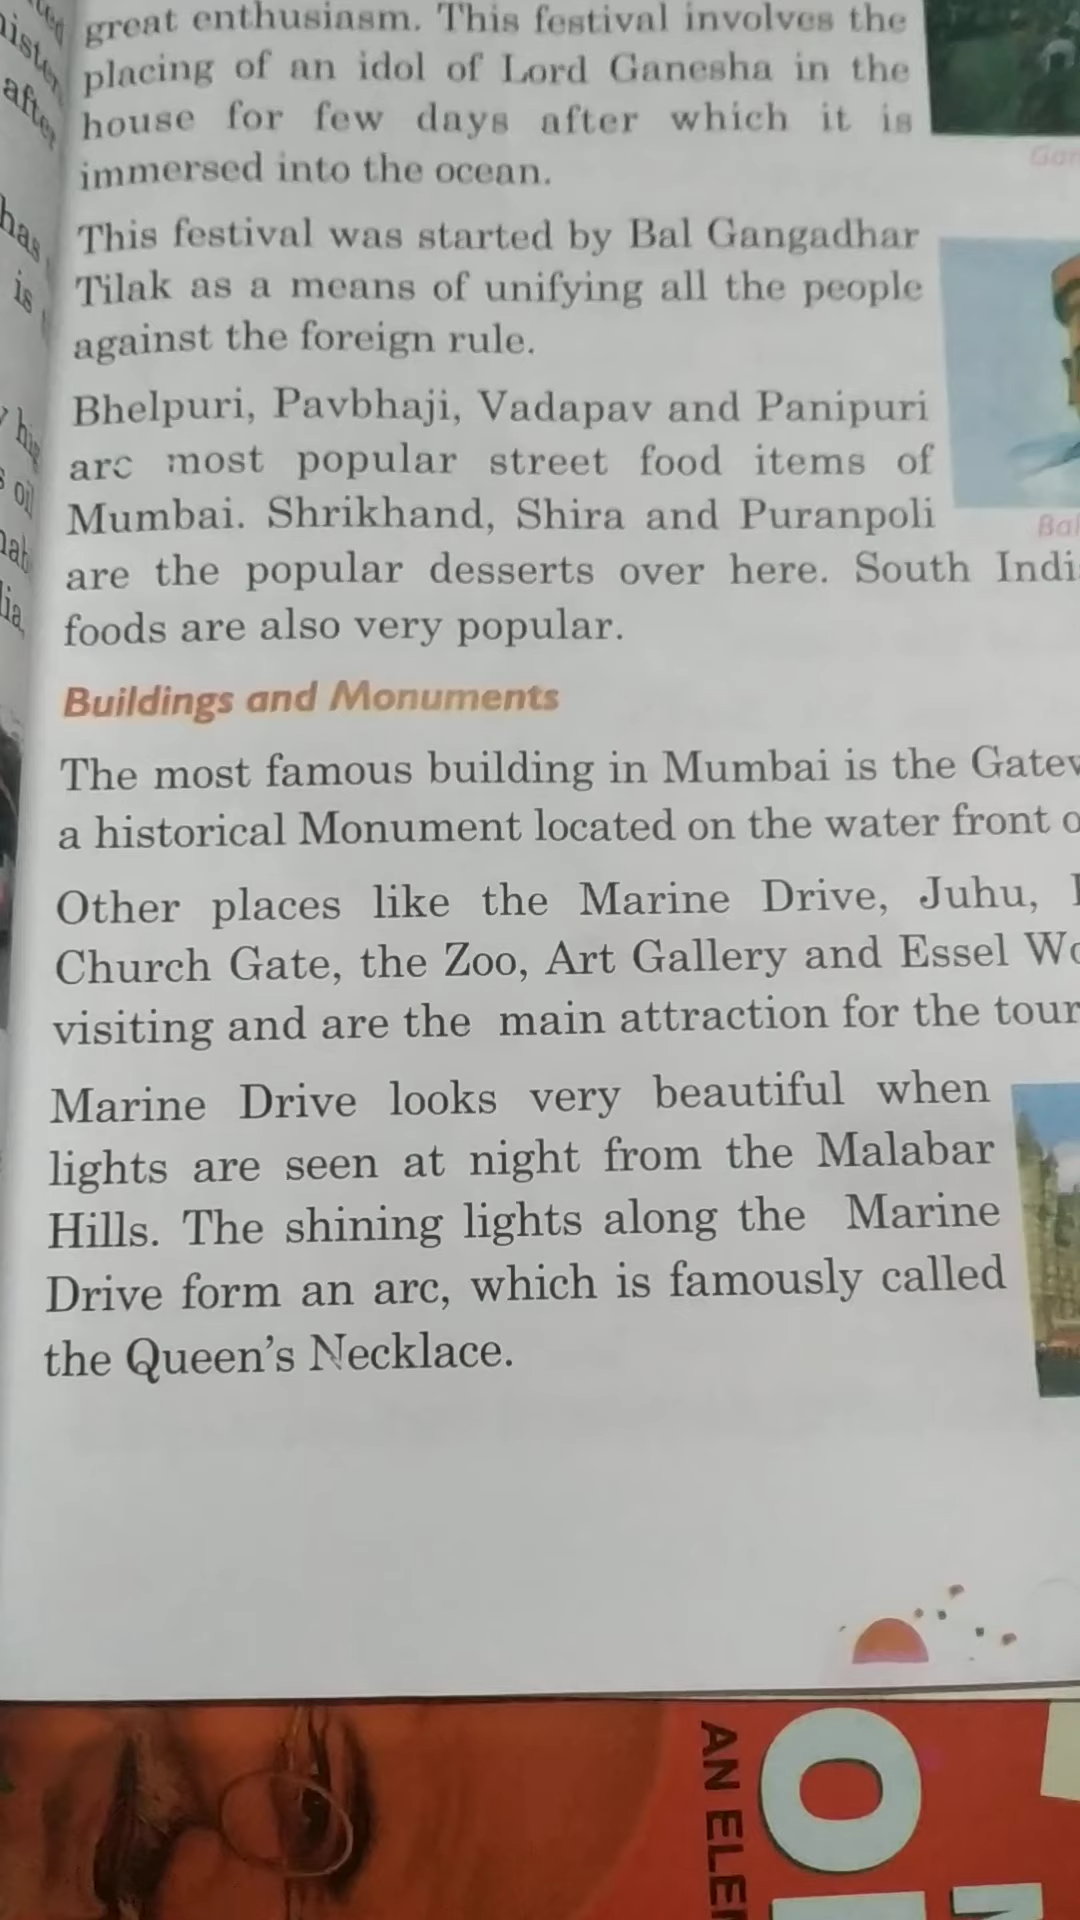 great enthusiasm. This festival involves the
placing of an idol of Lord Ganesha in the
house for few days after which it is
immersed into the ocean.
This festival was started by Bal Gangadhar
Tilak as a means of unifying all the people
against the foreign rule.
Bhelpuri, Pavbhaji, Vadapav and Panipuri
are most popular street food items of
Mumbai. Shrikhand, Shira and Puranpoli
are the popular desserts over here. South Indi
foods are also very popular.
Buildings and Monuments
The most famous building in Mumbai is the
a historical Monument located on the water front
Other places like the Marine Drive, Juhu,
Church Gate, the Zoo, Art Gallery and Essel
visiting and are the main attraction for the tour
Marine Drive looks very beautiful when
lights are seen at night from the Malabar
Hills. The shining lights along the Marine
Drive form an arc, which is famously called
the Queen's Necklace.
after
has
is
oil
Bal
AN ELE
O